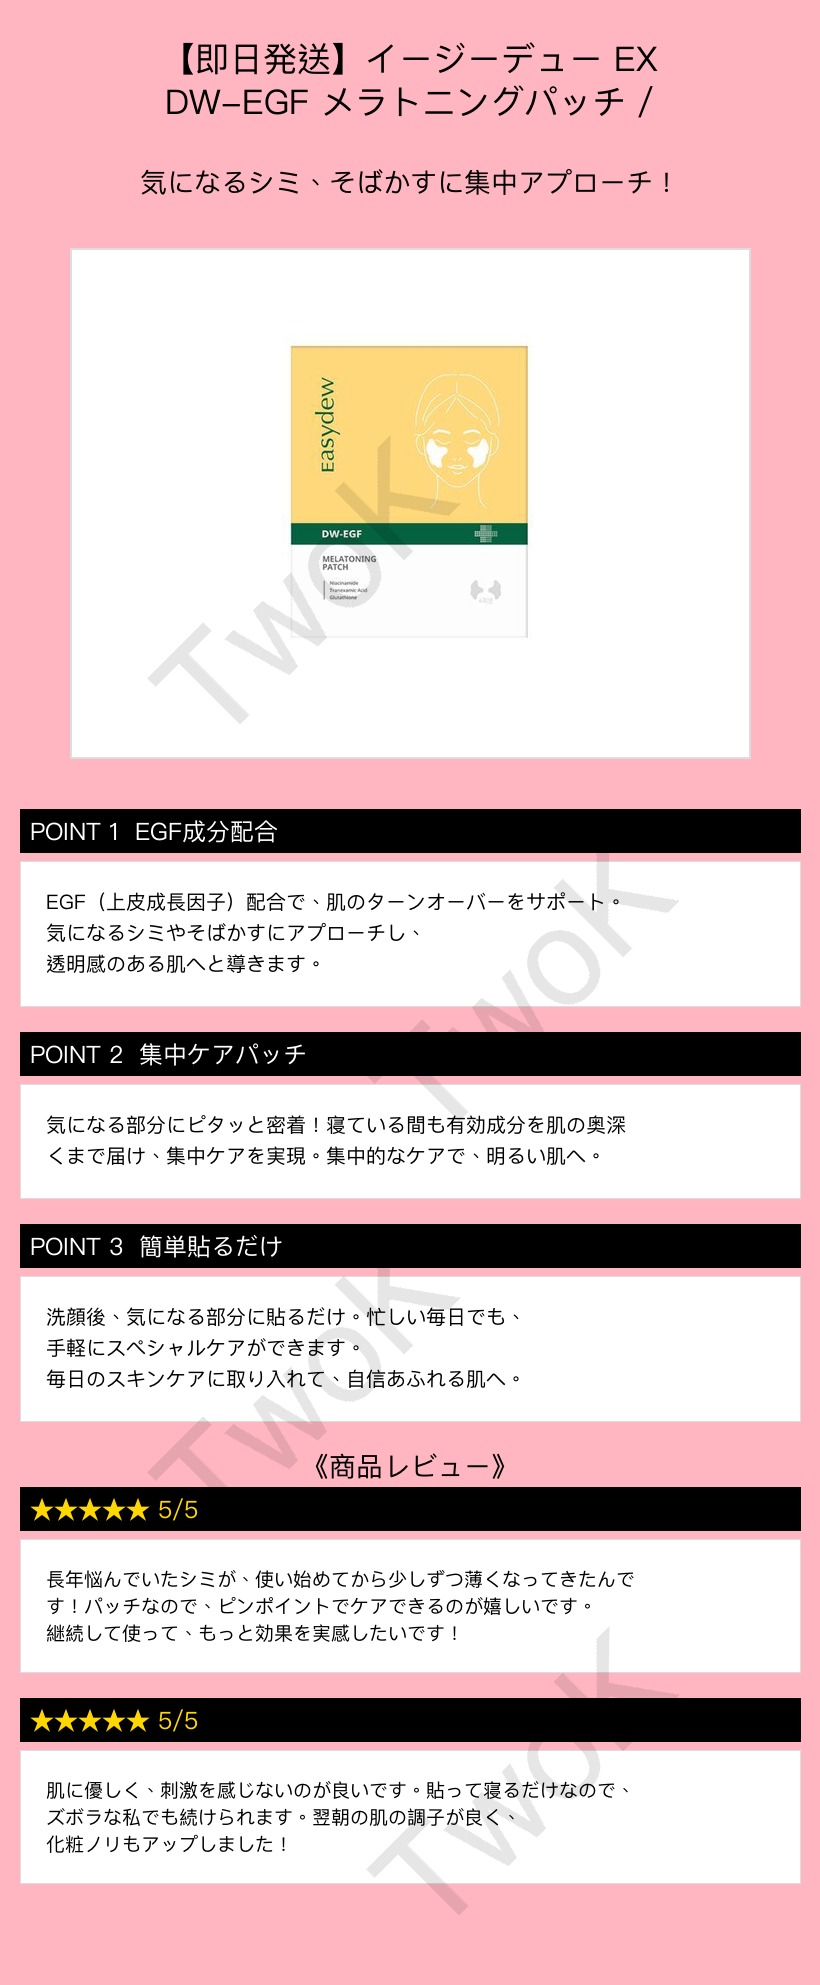 【即日発送】イージーデュー EX
DW-EGF メラトニングパッチ /
気になるシミ、そばかすに集中アプローチ！
Easydew
DW-EGF
MELATONING
PATCH
Niacinamide
Tranexamic Acid
Glutathione
TwoK
POINT 1 EGF成分配合
EGF（上皮成長因子）配合で、肌のターンオーバーをサポート。
気になるシミやそばかすにアプローチし、
透明感のある肌へと導きます。
TwoK
POINT 2 集中ケアパッチ
気になる部分にピタッと密着！寝ている間も有効成分を肌の奥深
くまで届け、集中ケアを実現。集中的なケアで、明るい肌へ。
POINT 3 簡単貼るだけ
洗顔後、気になる部分に貼るだけ。忙しい毎日でも、
手軽にスペシャルケアができます。
毎日のスキンケアに取り入れて、自信あふれる肌へ。
TwoK
《商品レビュー》
★★★★★ 5/5
長年悩んでいたシミが、使い始めてから少しずつ薄くなってきたんで
す！パッチなので、ピンポイントでケアできるのが嬉しいです。
継続して使って、もっと効果を実感したいです！
★★★★★ 5/5
肌に優しく、刺激を感じないのが良いです。貼って寝るだけなので、
ズボラな私でも続けられます。翌朝の肌の調子が良く、
化粧ノリもアップしました！
TwoK